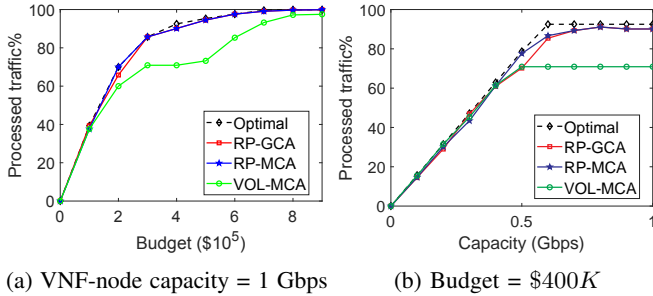 100
80
60
40
20
0
Processed traffic%
0 2 4 6 8
Budget ($10⁵)
Optimal
RP-GCA
RP-MCA
VOL-MCA
(a) VNF-node capacity = 1 Gbps
100
80
60
40
20
0
Processed traffic%
0 0.5 1
Capacity (Gbps)
Optimal
RP-GCA
RP-MCA
VOL-MCA
(b) Budget = $400K